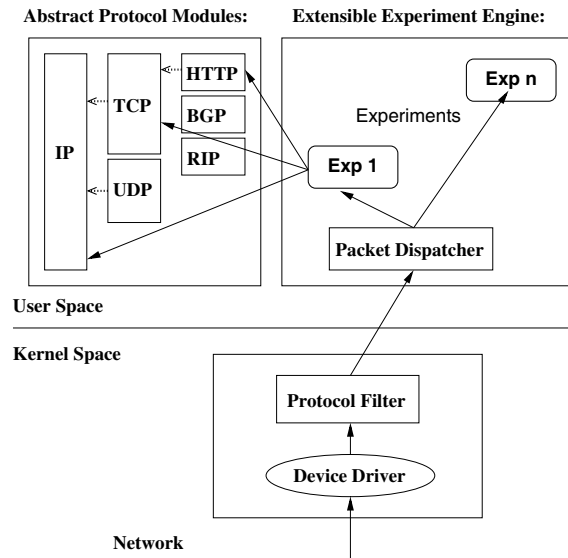 Abstract Protocol Modules:
Extensible Experiment Engine:
HTTP
Exp n
TCP
BGP
Experiments
IP
RIP
Exp 1
UDP
Packet Dispatcher
User Space
Kernel Space
Protocol Filter
Device Driver
Network